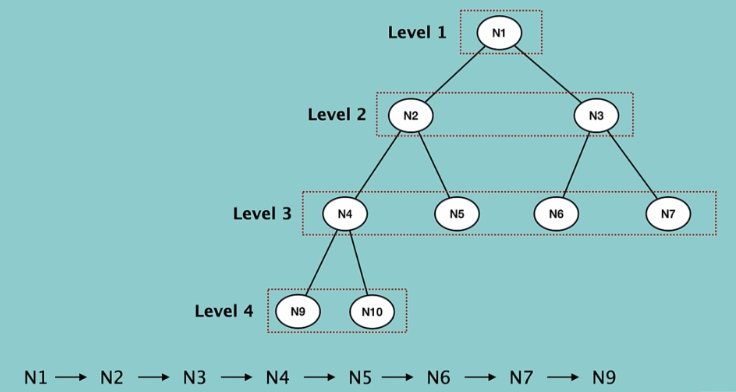 Level 1 N1
Level 2 N2 N3
Level 3 N4 N5 N6 N7
Level 4 N9 N10
N1 → N2 → N3 → N4 → N5 → N6 → N7 → N9